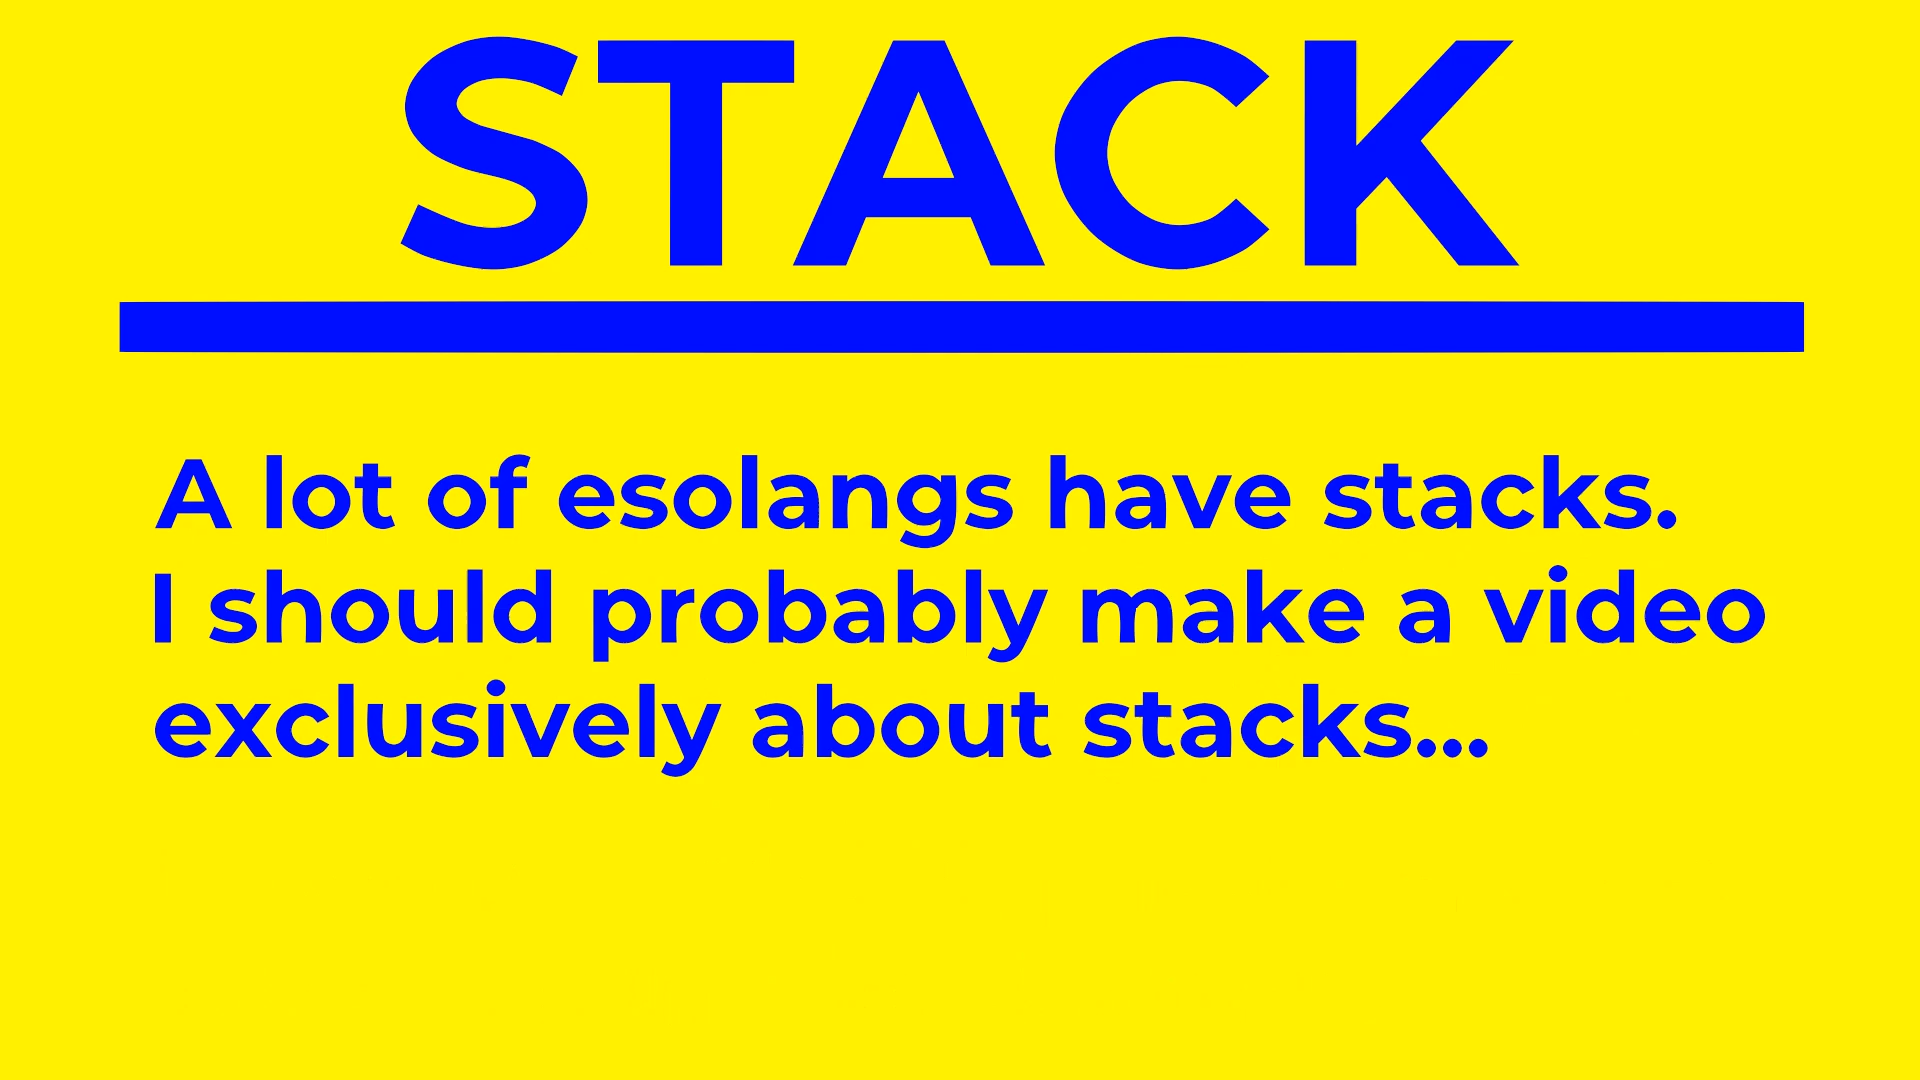 STACK
A lot of esolangs have stacks.
I should probably make a video
exclusively about stacks...